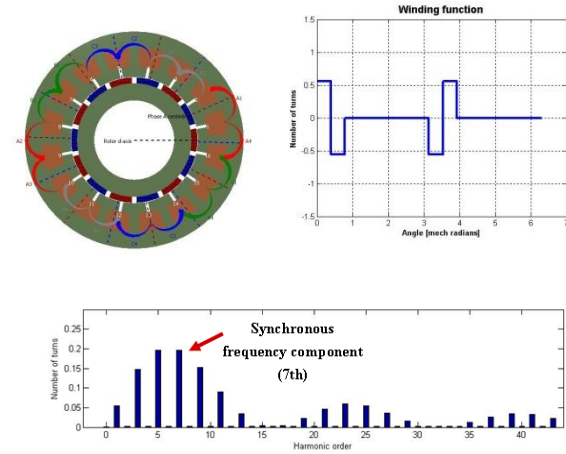 Winding function
C3
C2
A1
Phase A centreline
Rotor d-axis
A2
A4
A3
C4
C1
1.5
1
0.5
0
-0.5
-1
-1.5
Number of turns
0 1 2 3 4 5 6 7
Angle [mech radians]
Synchronous
frequency component
(7th)
0.25
0.2
0.15
0.1
0.05
0
Number of turns
0 5 10 15 20 25 30 35 40
Harmonic order